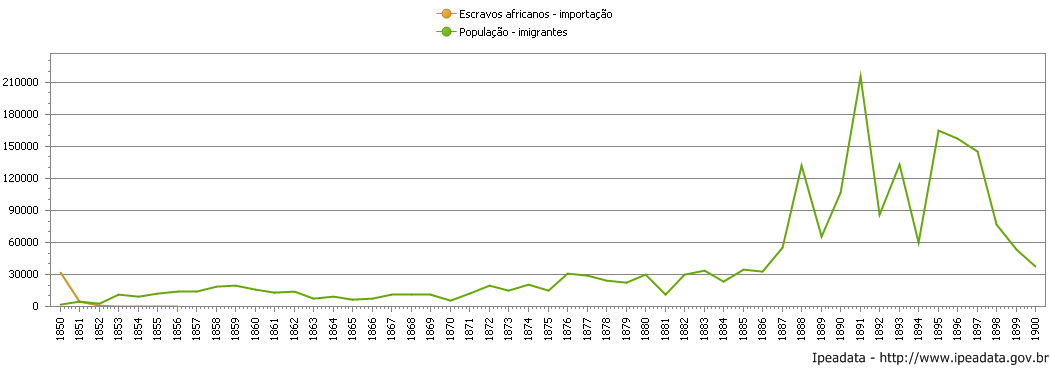 Escravos africanos - importação
População - imigrantes
210000
180000
150000
120000
90000
60000
30000
0
1850 1851 1852 1853 1854 1855 1856 1857 1858 1859 1860 1861 1862 1863 1864 1865 1866 1867 1868 1869 1870 1871 1872 1873 1874 1875 1876 1877 1878 1879 1880 1881 1882 1883 1884 1885 1886 1887 1888 1889 1890 1891 1892 1893 1894 1895 1896 1897 1898 1899 1900
Ipeadata - http://www.ipeadata.gov.br